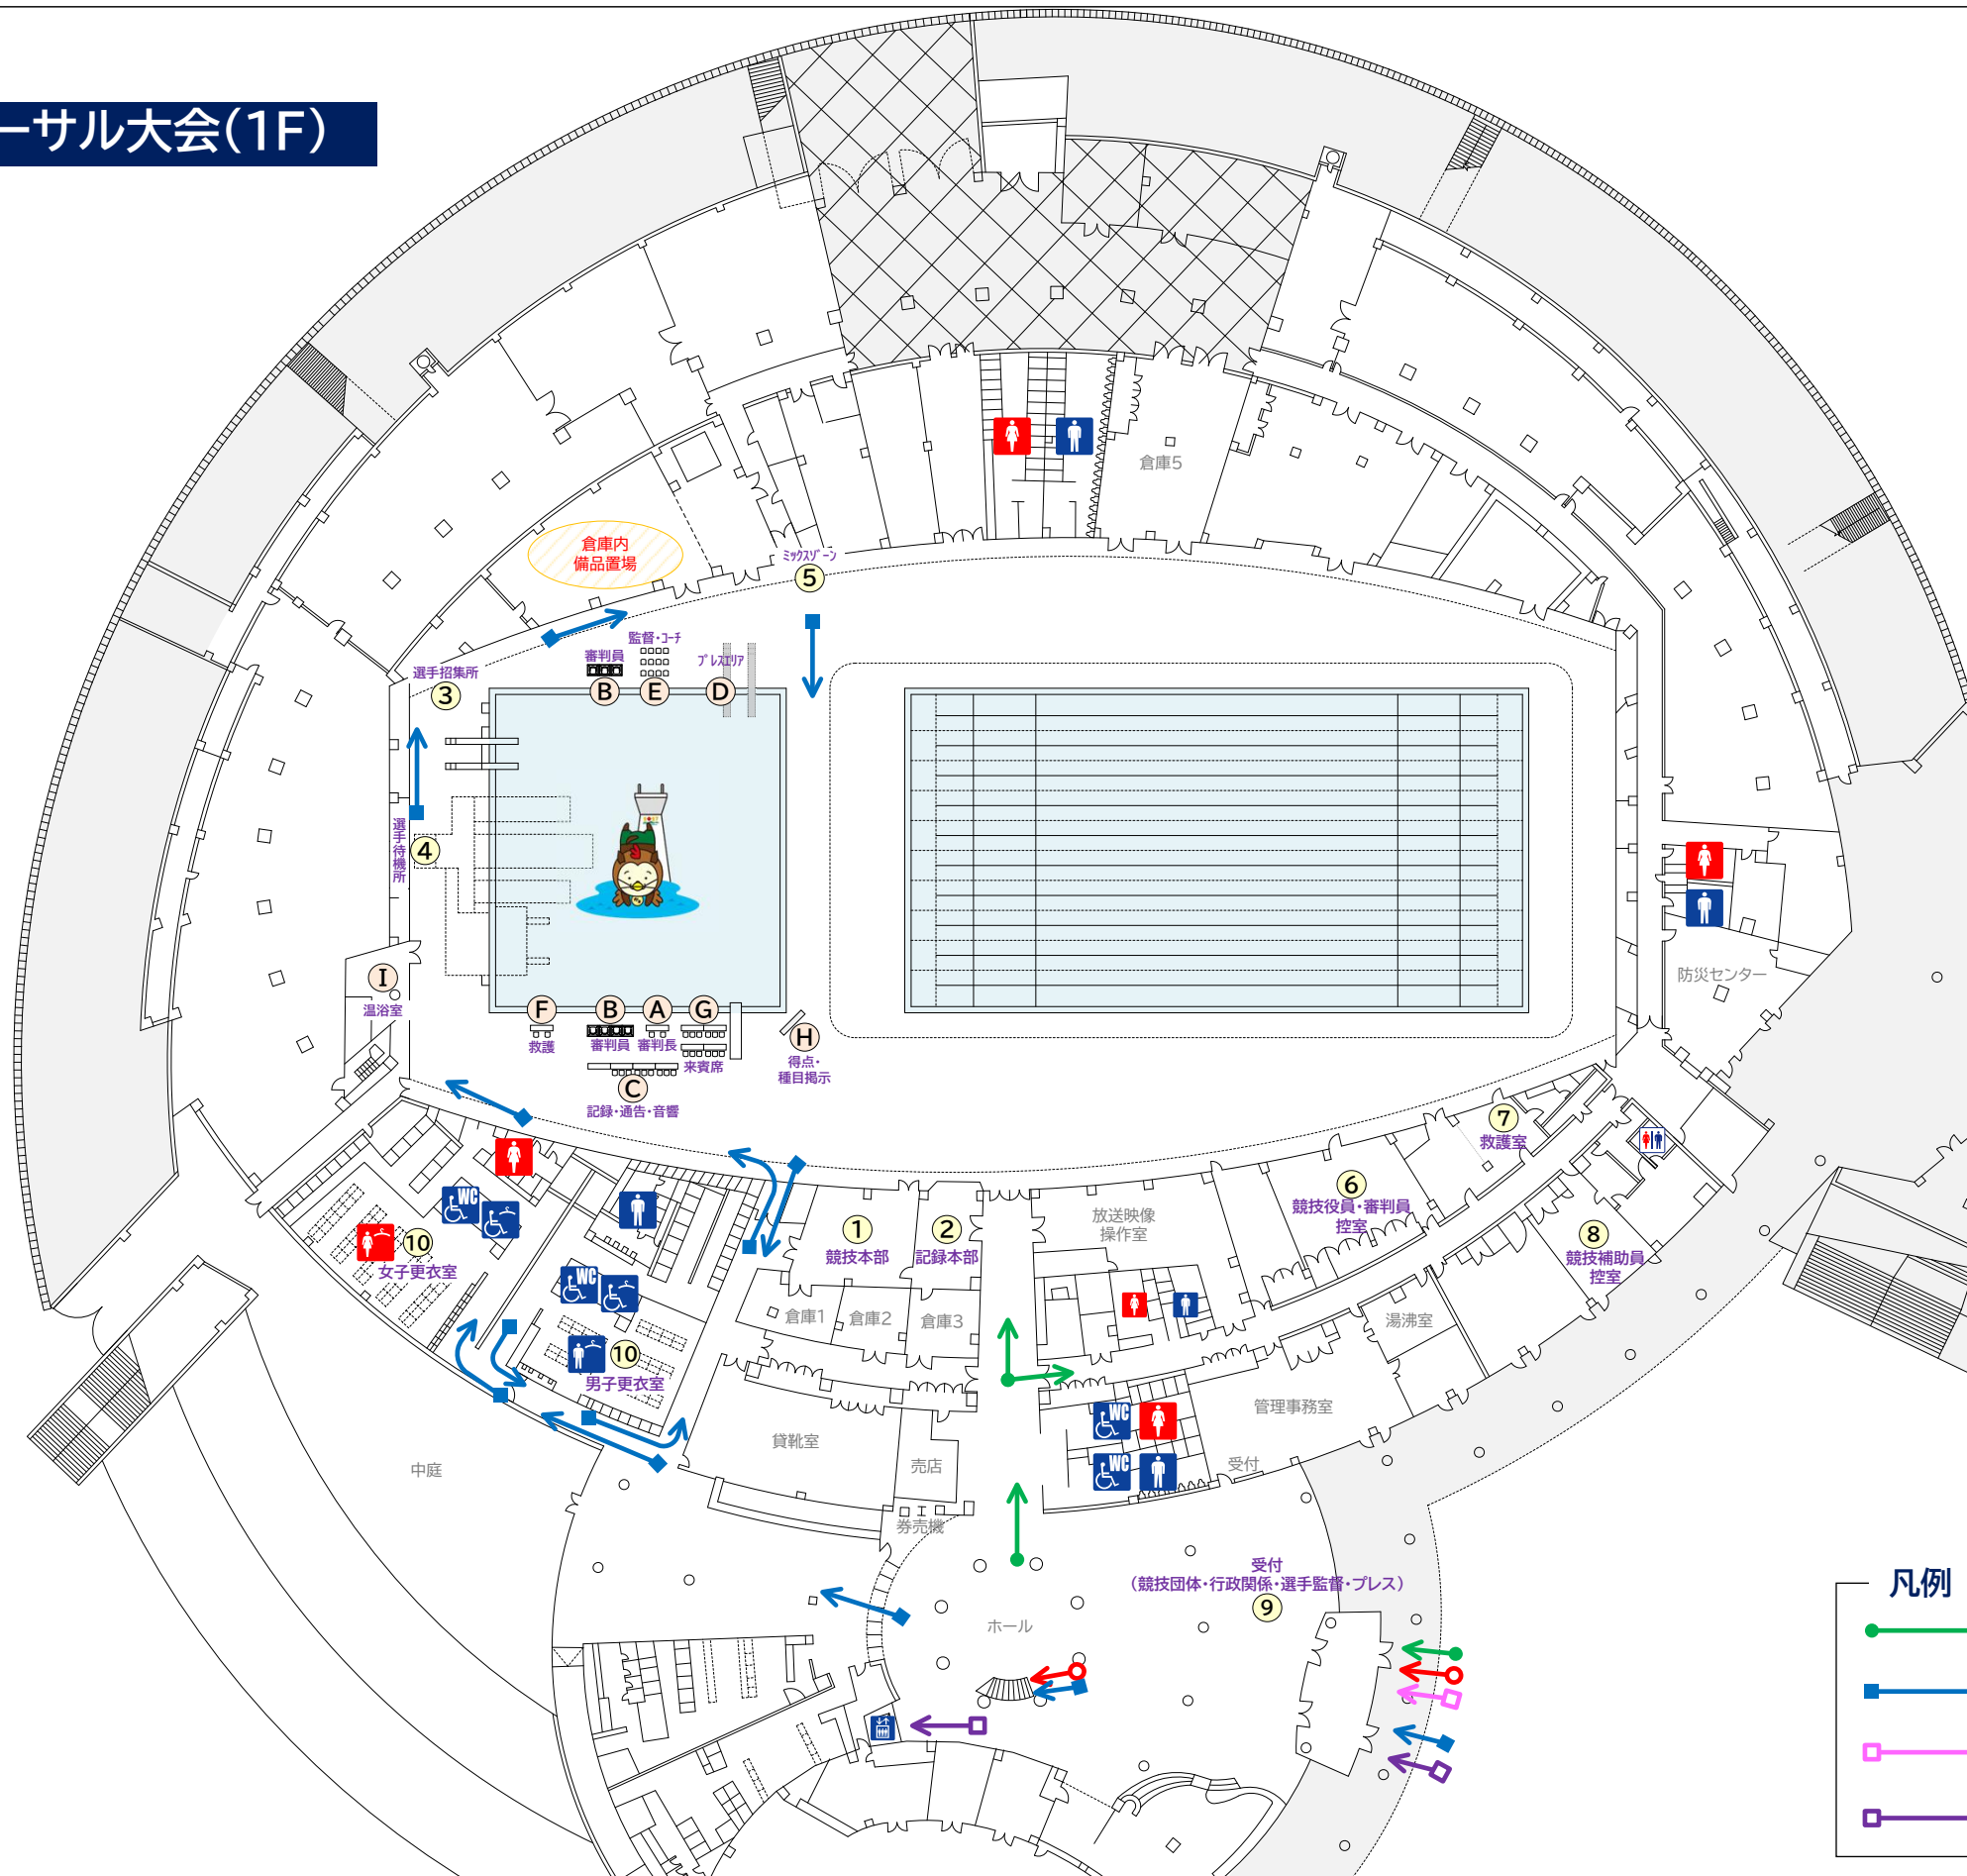 ーサル大会(1F)
倉庫5
倉庫内
備品置場
ミックスゾーン
⑤
監督・コーチ
審判員
プレスエリア
選手招集所
③
B
E
D
選手待機所
④
防災センター
I
温浴室
F
B
A
G
H
救護
審判員
審判長
来賓席
得点・
種目掲示
C
記録・通告・音響
⑦
救護室
⑥
競技役員・審判員
控室
WC
⑩
女子更衣室
①
競技本部
②
記録本部
放送映像
操作室
⑧
競技補助員
控室
WC
倉庫1
倉庫2
倉庫3
湯沸室
⑩
男子更衣室
管理事務室
WC
貸靴室
中庭
売店
WC
受付
券売機
受付
(競技団体・行政関係・選手監督・プレス)
⑨
ホール
凡例